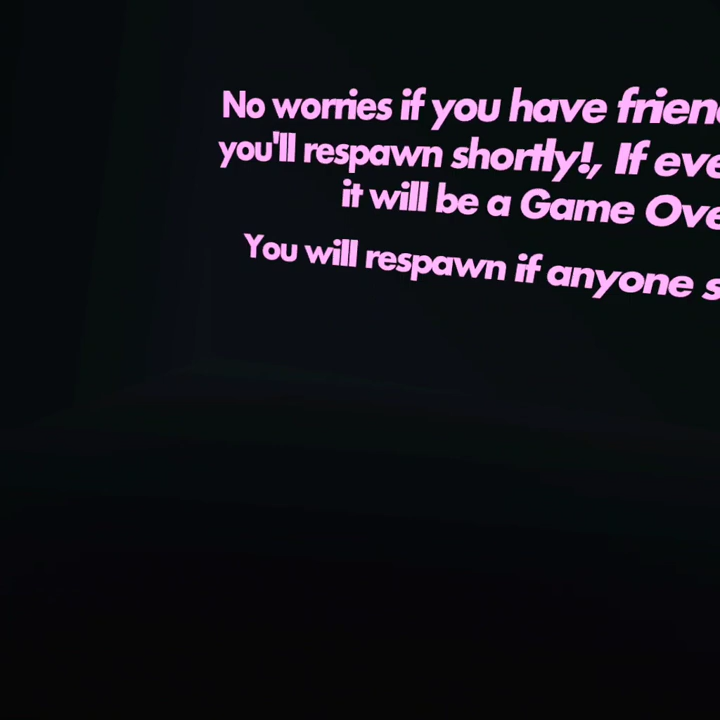 No worries if you have
you'll respawn shortly!, If
it will be a Game
You will respawn if anyone